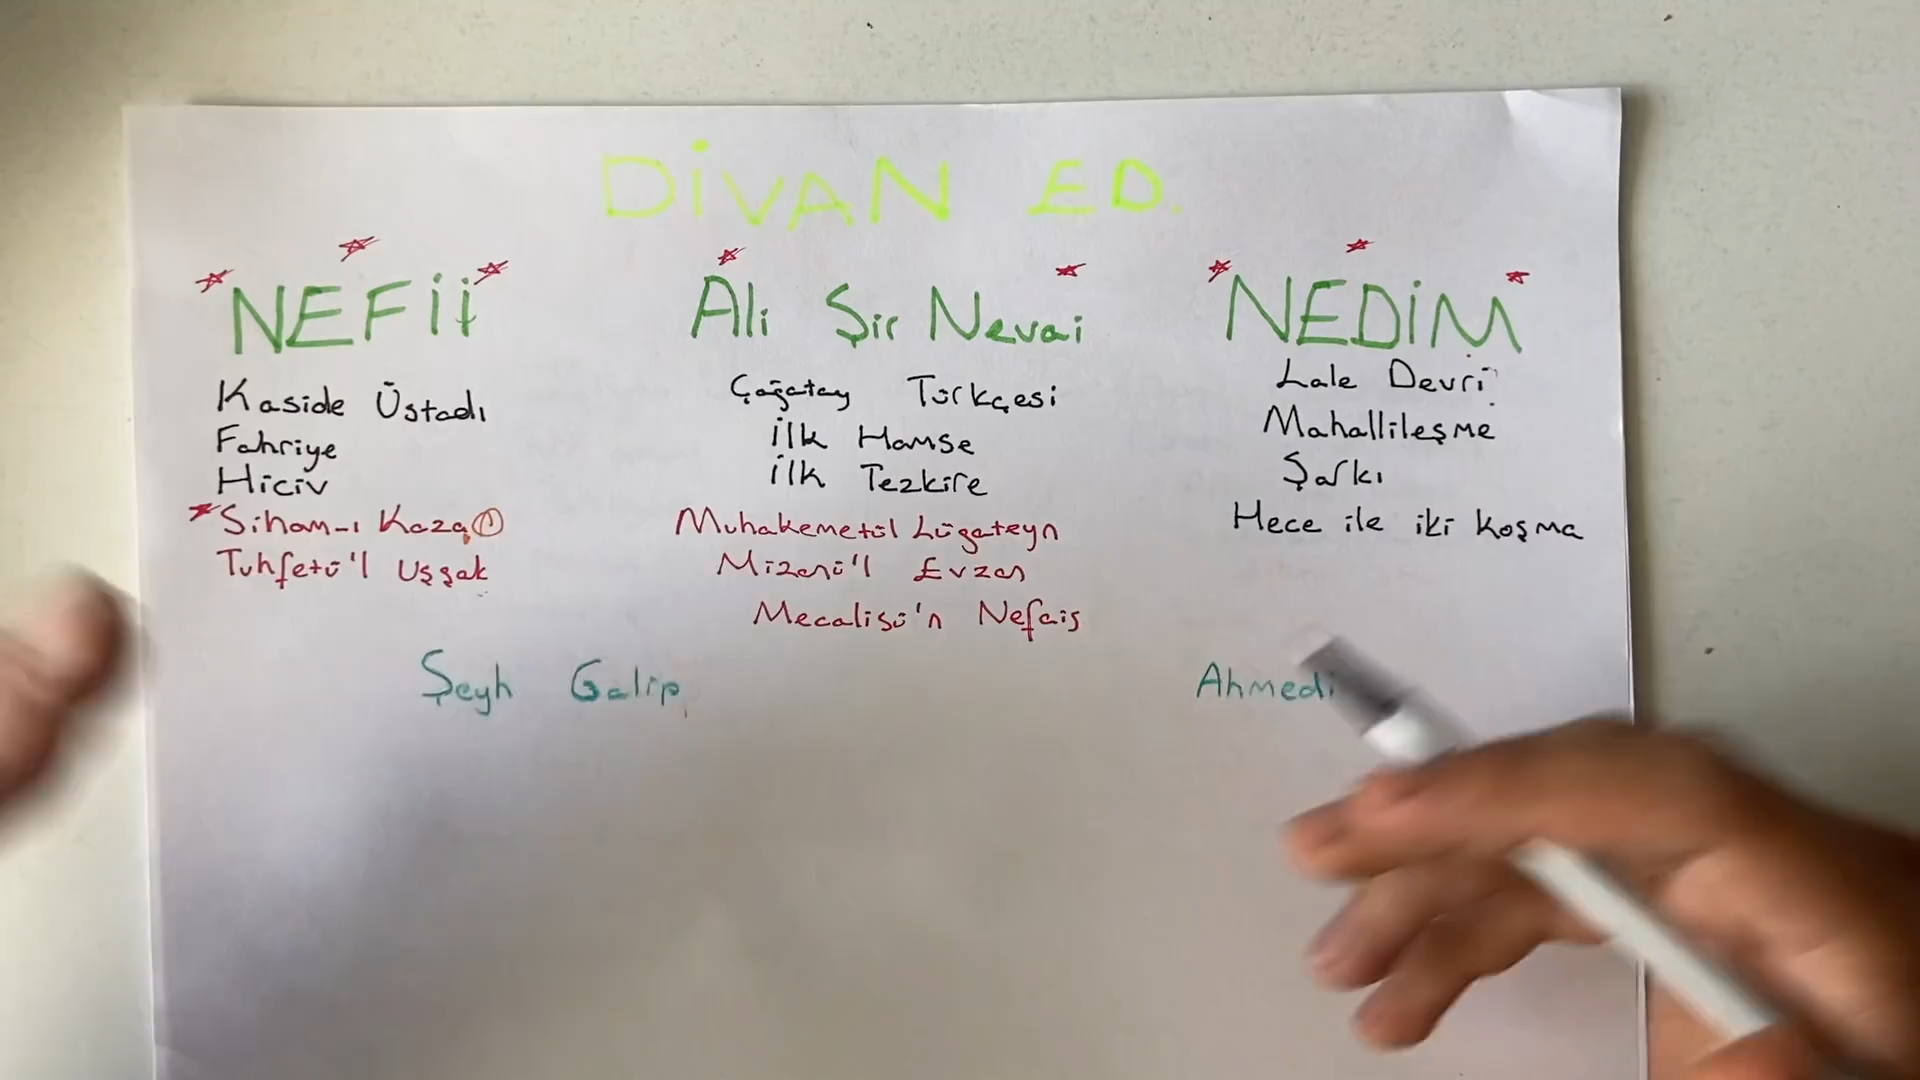 DİVAN ED.
NEFİİ
Kaside Üstadı
Fahriye
Hiciv
Siham-ı Kaza
Tuhfetü'l Uşşak
Ali Şir Nevai
Çağatay Türkçesi
İlk Hamse
İlk Tezkire
Muhakemetül Lügateyn
Mizanü'l Evzan
Mecalisü'n Nefais
NEDİM
Lale Devri
Mahallileşme
Şarkı
Hece ile iki koşma
Şeyh Galip
Ahmedi